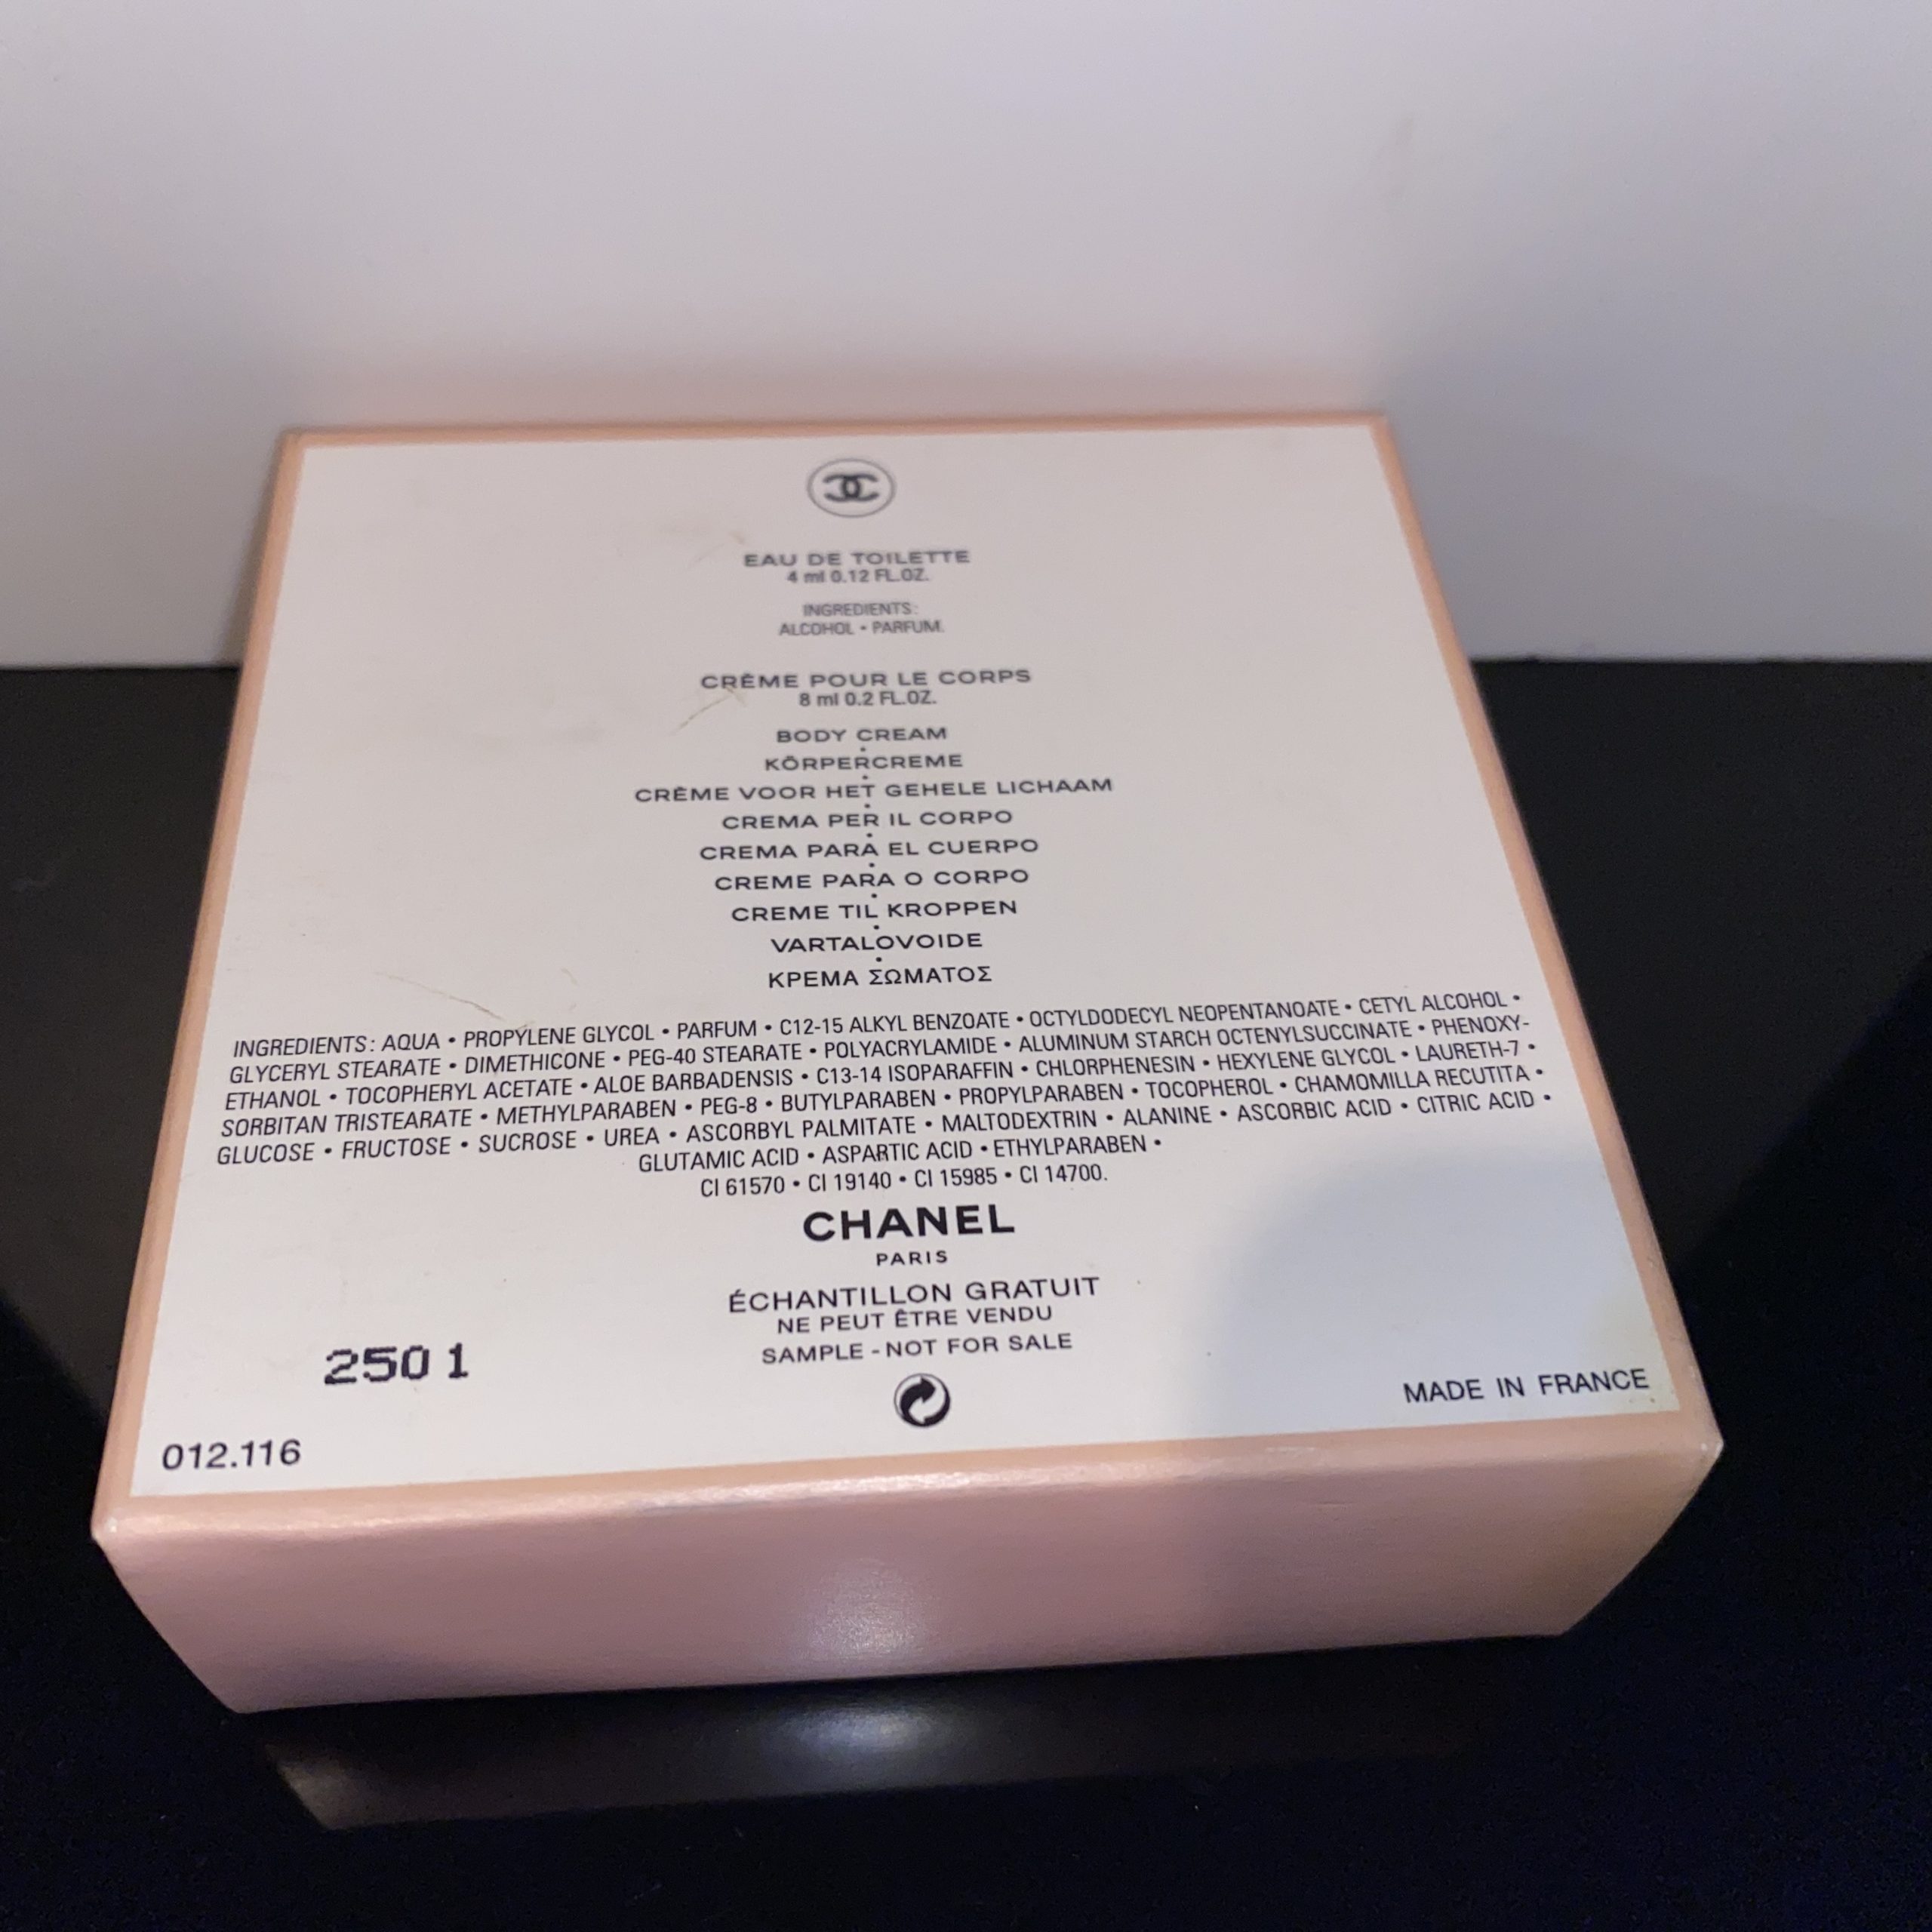 EAU DE TOILETTE
4 ml 0.12 FL.OZ.
INGREDIENTS:
ALCOHOL • PARFUM.
CRÈME POUR LE CORPS
8 ml 0.2 FL.OZ.
BODY CREAM
•
KÖRPERCREME
•
CRÈME VOOR HET GEHELE LICHAAM
•
CREMA PER IL CORPO
•
CREMA PARA EL CUERPO
•
CREME PARA O CORPO
•
CREME TIL KROPPEN
•
VARTALOVOIDE
•
ΚΡΕΜΑ ΣΩΜΑΤΟΣ
INGREDIENTS: AQUA • PROPYLENE GLYCOL • PARFUM • C12-15 ALKYL BENZOATE • OCTYLDODECYL NEOPENTANOATE • CETYL ALCOHOL •
GLYCERYL STEARATE • DIMETHICONE • PEG-40 STEARATE • POLYACRYLAMIDE • ALUMINUM STARCH OCTENYLSUCCINATE • PHENOXY-
ETHANOL • TOCOPHERYL ACETATE • ALOE BARBADENSIS • C13-14 ISOPARAFFIN • CHLORPHENESIN • HEXYLENE GLYCOL • LAURETH-7 •
SORBITAN TRISTEARATE • METHYLPARABEN • PEG-8 • BUTYLPARABEN • PROPYLPARABEN • TOCOPHEROL • CHAMOMILLA RECUTITA •
GLUCOSE • FRUCTOSE • SUCROSE • UREA • ASCORBYL PALMITATE • MALTODEXTRIN • ALANINE • ASCORBIC ACID • CITRIC ACID •
GLUTAMIC ACID • ASPARTIC ACID • ETHYLPARABEN •
CI 61570 • CI 19140 • CI 15985 • CI 14700.
CHANEL
PARIS
ÉCHANTILLON GRATUIT
NE PEUT ÊTRE VENDU
SAMPLE - NOT FOR SALE
2501
MADE IN FRANCE
012.116